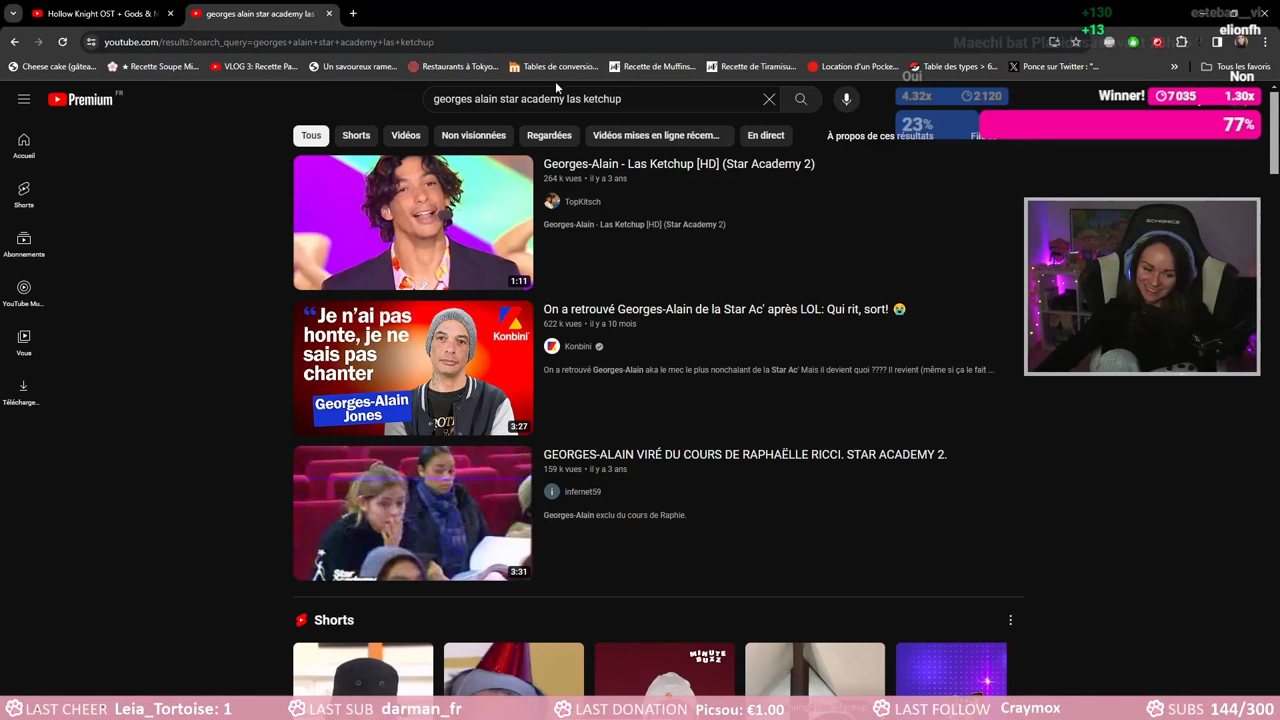 Hollow Knight OST + Gods & N
georges alain star academy las
+130
esteban__vi
+13
elionfh
youtube.com/results?search_query=georges+alain+star+academy+las+ketchup
Cheese cake (gâtea...
Recette Soupe Mi...
VLOG 3: Recette Pa...
Un savoureux rame...
Restaurants à Tokyo...
Tables de conversio...
Recette de Muffins...
Recette de Tiramisu...
Location d'un Pocke...
Table des types > 6...
Ponce sur Twitter : "...
Tous les favoris
Oui
Non
Premium
FR
georges alain star academy las ketchup
4.32x
2120
Winner!
7035
1.30x
23%
77%
Tous
Shorts
Vidéos
Non visionnées
Regardées
Vidéos mises en ligne récem...
En direct
À propos de ces résultats
Accueil
Shorts
Abonnements
YouTube Mu...
Vous
Télécharge...
Georges-Alain - Las Ketchup [HD] (Star Academy 2)
264 k vues • il y a 3 ans
TopKitsch
Georges-Alain - Las Ketchup [HD] (Star Academy 2)
1:11
"Je n'ai pas
honte, je ne
sais pas
chanter
Georges-Alain
Jones
Konbini
3:27
On a retrouvé Georges-Alain de la Star Ac' après LOL: Qui rit, sort! 😭
622 k vues • il y a 10 mois
Konbini
On a retrouvé Georges-Alain aka le mec le plus nonchalant de la Star Ac' Mais il devient quoi ???? Il revient (même si ça le fait ...
GEORGES-ALAIN VIRÉ DU COURS DE RAPHAËLLE RICCI. STAR ACADEMY 2.
159 k vues • il y a 3 ans
i
infernet59
Georges-Alain exclu du cours de Raphie.
3:31
Shorts
MINUTE
BUZZ
LAST CHEER Leia_Tortoise: 1
LAST SUB darman_fr
LAST DONATION Picsou: €1.00
LAST FOLLOW Craymox
SUBS 144/300